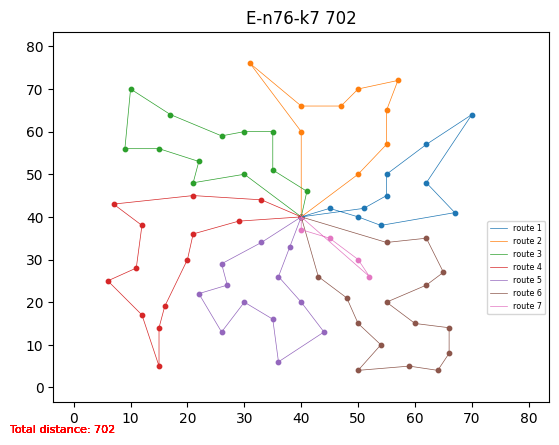 E-n76-k7 702
80
70
60
50
40
30
20
10
0
route 1
route 2
route 3
route 4
route 5
route 6
route 7
0 10 20 30 40 50 60 70 80
Total distance: 702